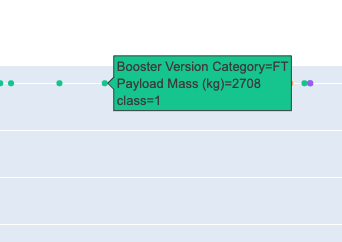 Booster Version Category=FT
Payload Mass (kg)=2708
class=1